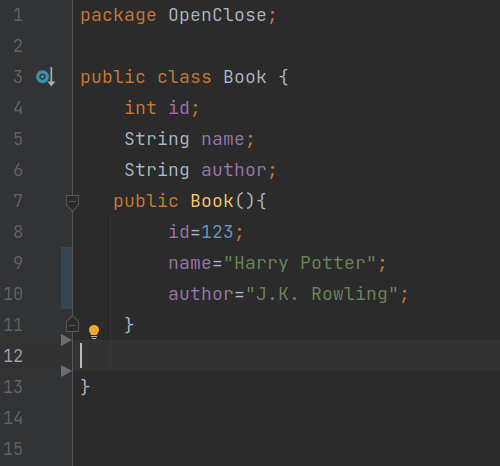 1 package OpenClose;
2
3 public class Book {
4     int id;
5     String name;
6     String author;
7    public Book(){
8         id=123;
9         name="Harry Potter";
10         author="J.K. Rowling";
11     }
12
13 }
14
15